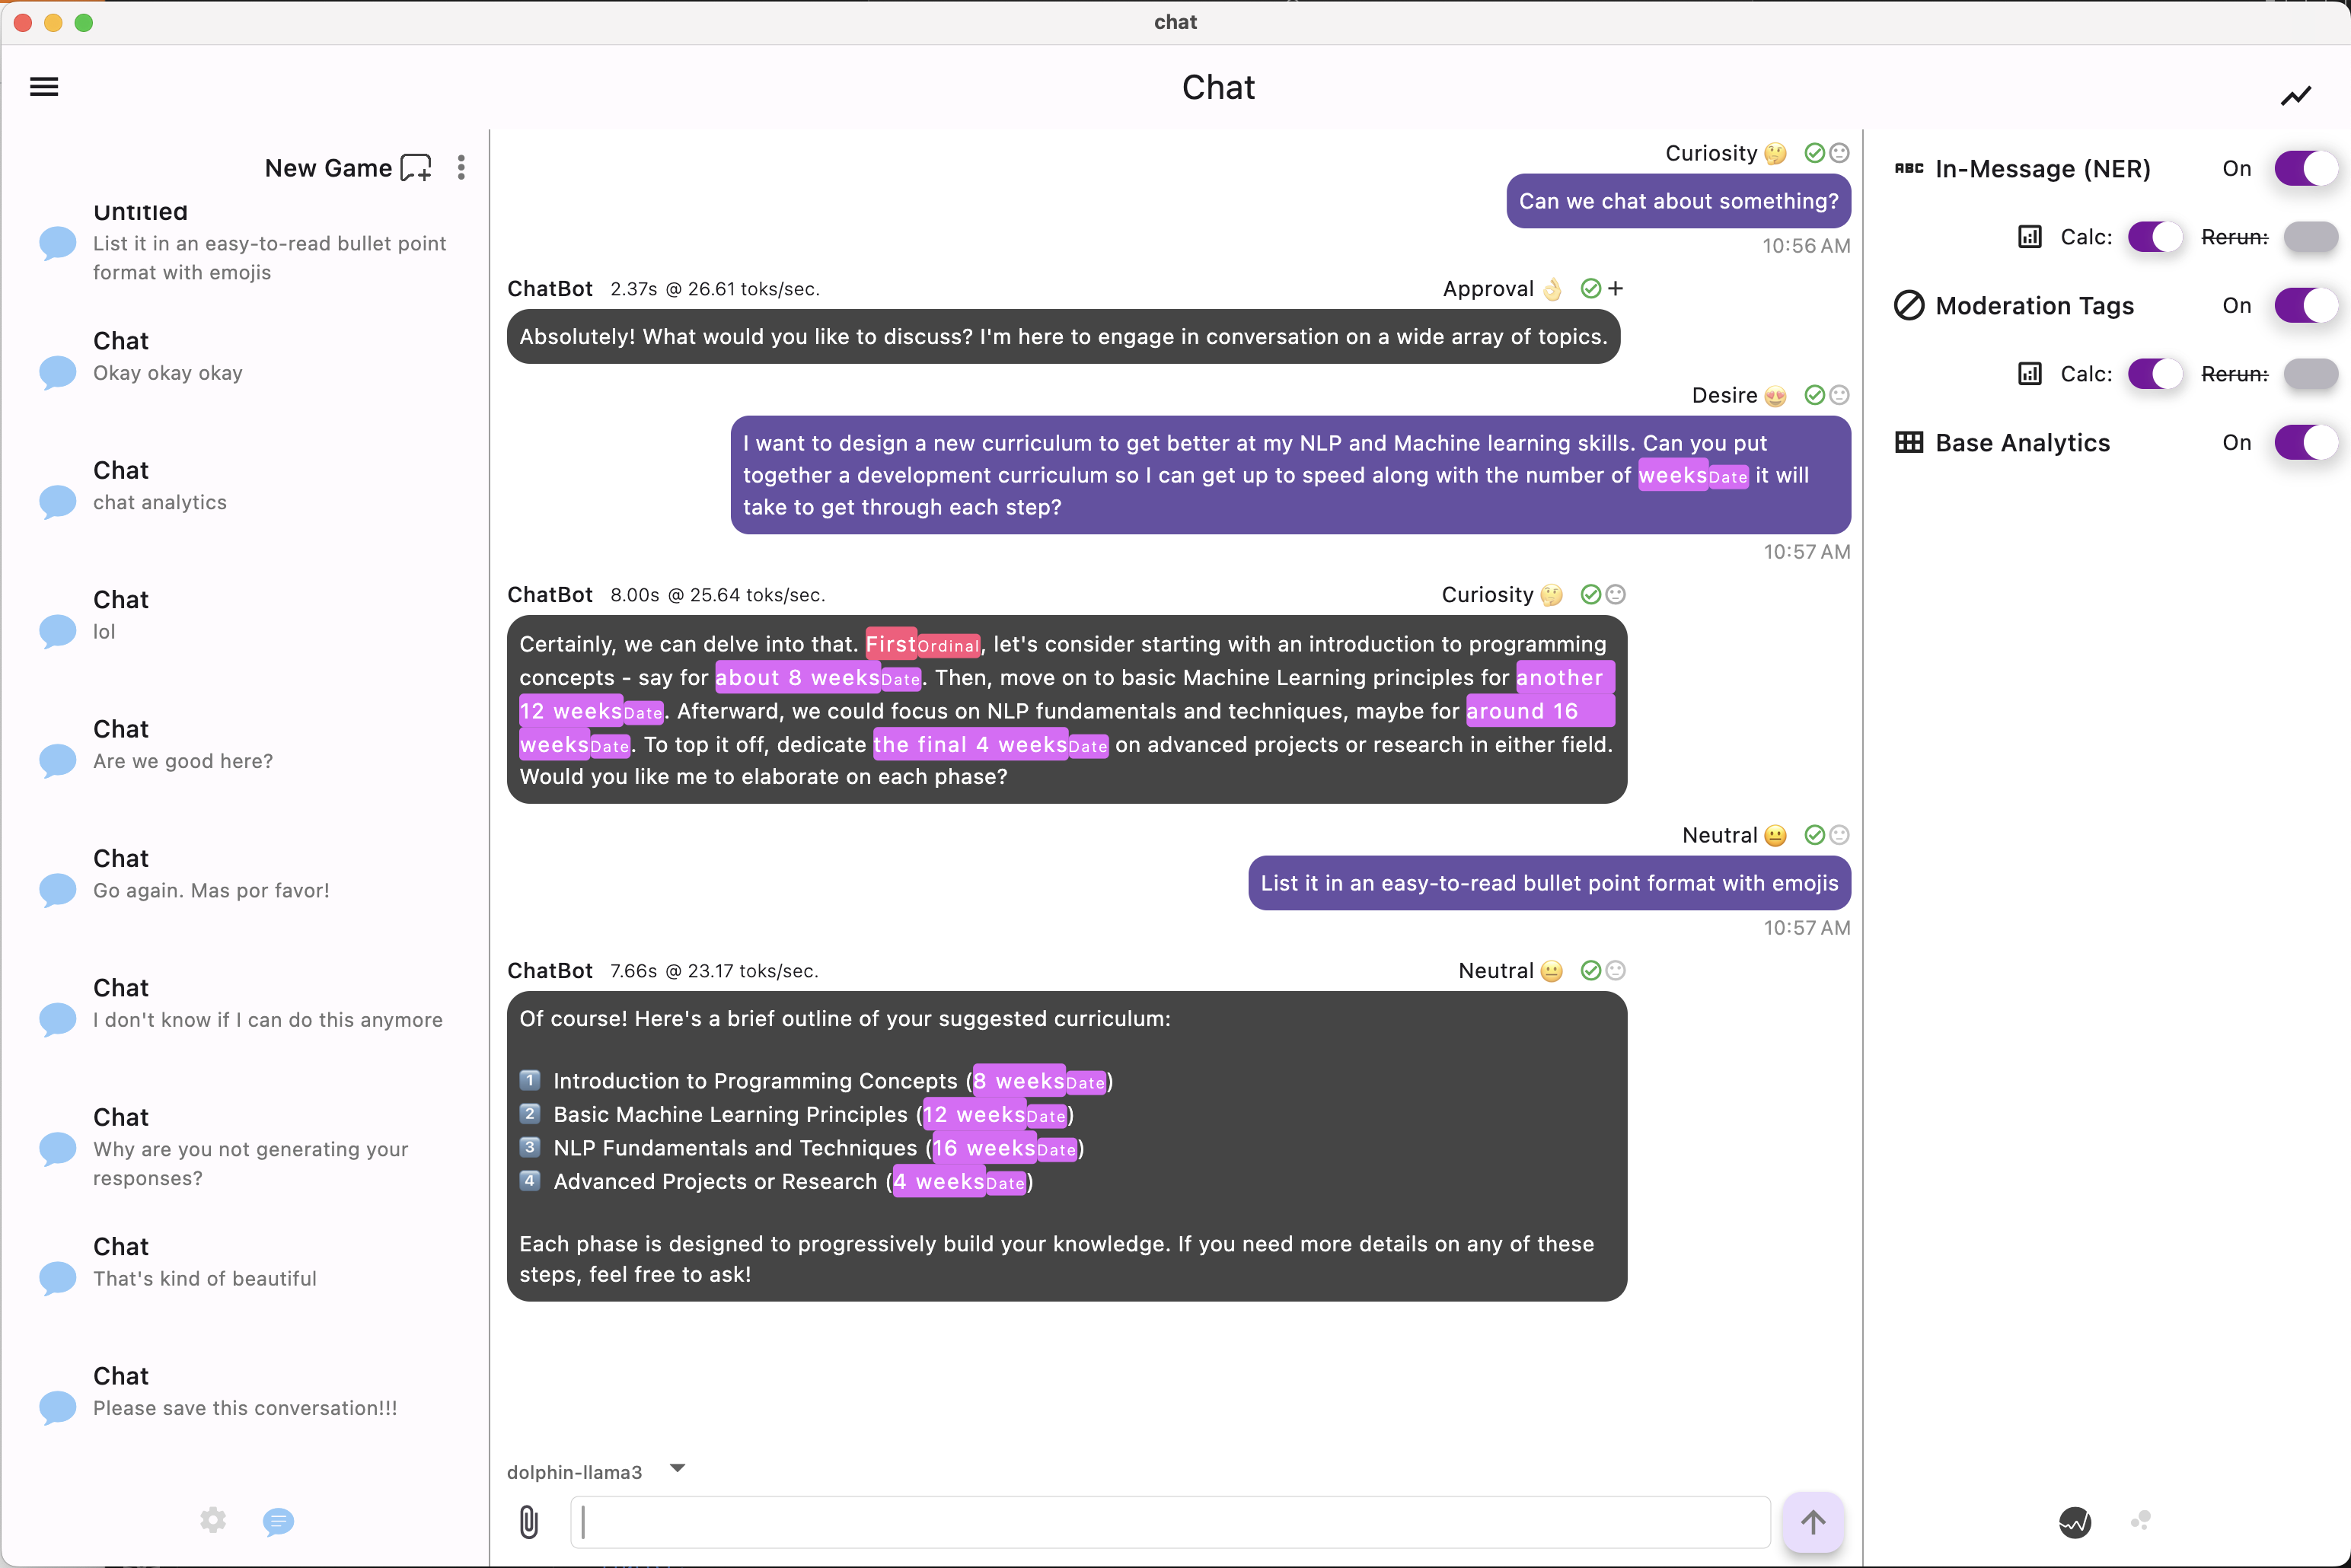 chat
Chat
New Game
Untitled
List it in an easy-to-read bullet point
format with emojis
Chat
Okay okay okay
Chat
chat analytics
Chat
lol
Chat
Are we good here?
Chat
Go again. Mas por favor!
Chat
I don't know if I can do this anymore
Chat
Why are you not generating your
responses?
Chat
That's kind of beautiful
Chat
Please save this conversation!!!
Curiosity 🤔
Can we chat about something?
10:56 AM
ChatBot 2.37s @ 26.61 toks/sec. Approval 👌
Absolutely! What would you like to discuss? I'm here to engage in conversation on a wide array of topics.
Desire 😍
I want to design a new curriculum to get better at my NLP and Machine learning skills. Can you put
together a development curriculum so I can get up to speed along with the number of weeks Date it will
take to get through each step?
10:57 AM
ChatBot 8.00s @ 25.64 toks/sec. Curiosity 🤔
Certainly, we can delve into that. First Ordinal, let's consider starting with an introduction to programming
concepts - say for about 8 weeks Date. Then, move on to basic Machine Learning principles for another
12 weeks Date. Afterward, we could focus on NLP fundamentals and techniques, maybe for around 16
weeks Date. To top it off, dedicate the final 4 weeks Date on advanced projects or research in either field.
Would you like me to elaborate on each phase?
Neutral 😐
List it in an easy-to-read bullet point format with emojis
10:57 AM
ChatBot 7.66s @ 23.17 toks/sec. Neutral 😐
Of course! Here's a brief outline of your suggested curriculum:
1️⃣ Introduction to Programming Concepts (8 weeks Date)
2️⃣ Basic Machine Learning Principles (12 weeks Date)
3️⃣ NLP Fundamentals and Techniques (16 weeks Date)
4️⃣ Advanced Projects or Research (4 weeks Date)
Each phase is designed to progressively build your knowledge. If you need more details on any of these
steps, feel free to ask!
dolphin-llama3
ABC In-Message (NER) On
Calc: Rerun:
Moderation Tags On
Calc: Rerun:
Base Analytics On